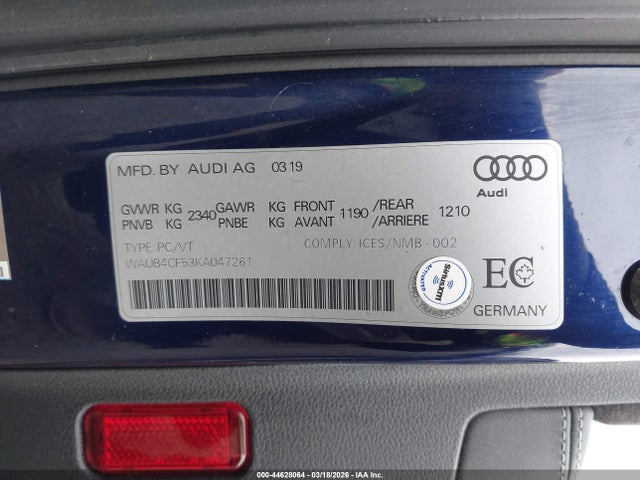 MFD. BY AUDI AG 03 19
Audi
GVWR KG 2340 GAWR KG FRONT 1190 /REAR 1210
PNVB KG PNBE KG AVANT /ARRIERE
TYPE PC/VT COMPLY ICES/NMB-002
WAUB4CF53KA047261
siriusxm
ACTIVATED
EC
GERMANY
000-44628064 | 03/18/2026 - IAA, Inc.